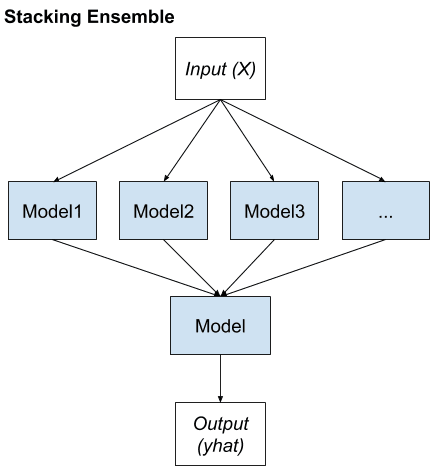 Stacking Ensemble
Input (X)
Model1
Model2
Model3
...
Model
Output
(yhat)